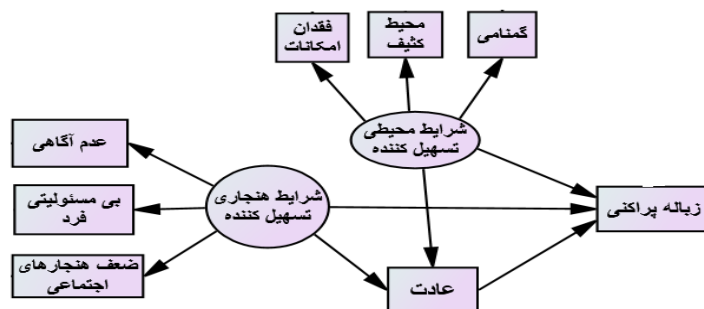 فقدان
امکانات
محیط
کثیف
گمنامی
شرایط محیطی
تسهیل کننده
عدم آگاهی
شرایط هنجاری
تسهیل کننده
بی مسئولیتی
فرد
زباله پراکنی
ضعف هنجارهای
اجتماعی
عادت